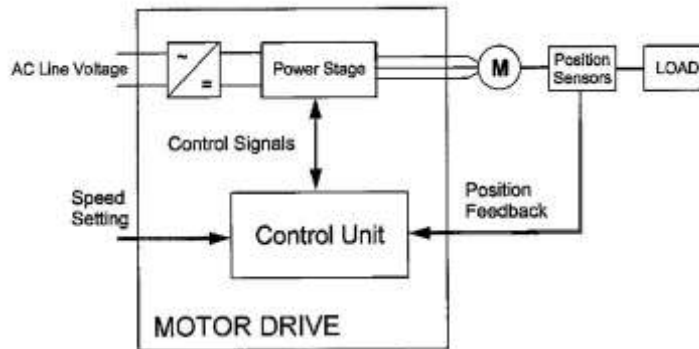 AC Line Voltage
~
=
Power Stage
M
Position
Sensors
LOAD
Control Signals
Speed
Setting
Control Unit
Position
Feedback
MOTOR DRIVE